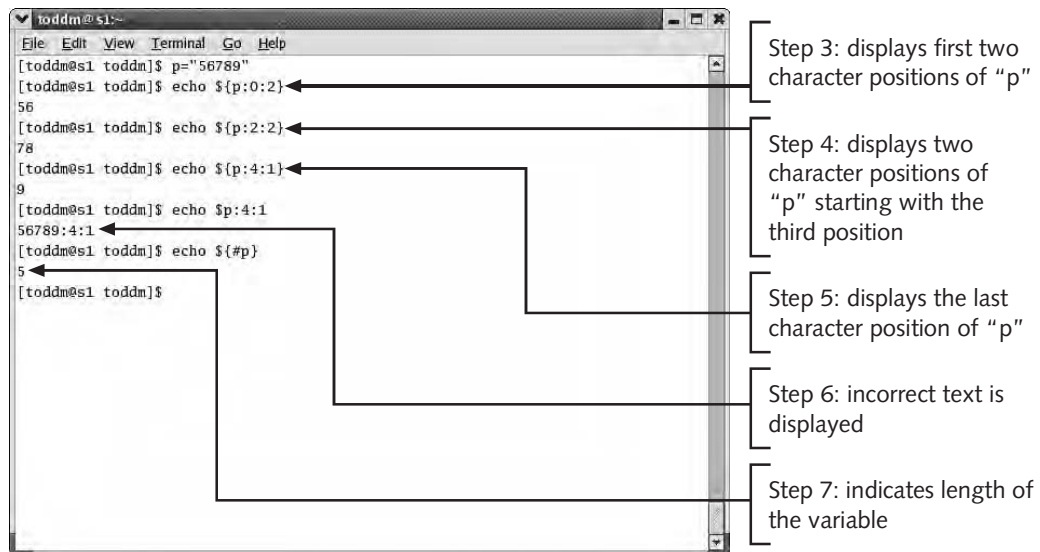 toddm@s1:~
File Edit View Terminal Go Help
[toddm@s1 toddm]$ p="56789"
[toddm@s1 toddm]$ echo ${p:0:2}
56
[toddm@s1 toddm]$ echo ${p:2:2}
78
[toddm@s1 toddm]$ echo ${p:4:1}
9
[toddm@s1 toddm]$ echo $p:4:1
56789:4:1
[toddm@s1 toddm]$ echo ${#p}
5
[toddm@s1 toddm]$
Step 3: displays first two
character positions of “p”
Step 4: displays two
character positions of
“p” starting with the
third position
Step 5: displays the last
character position of “p”
Step 6: incorrect text is
displayed
Step 7: indicates length of
the variable